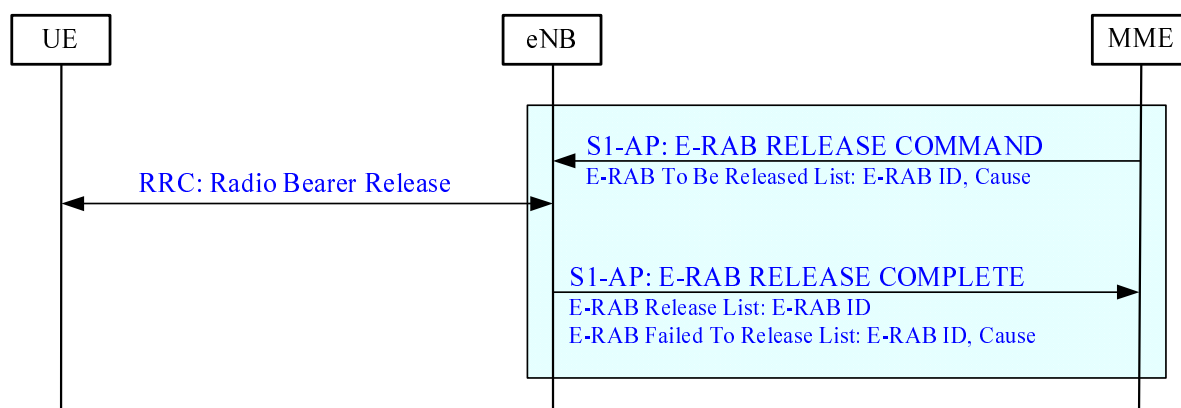 UE
eNB
MME
S1-AP: E-RAB RELEASE COMMAND
E-RAB To Be Released List: E-RAB ID, Cause
RRC: Radio Bearer Release
S1-AP: E-RAB RELEASE COMPLETE
E-RAB Release List: E-RAB ID
E-RAB Failed To Release List: E-RAB ID, Cause